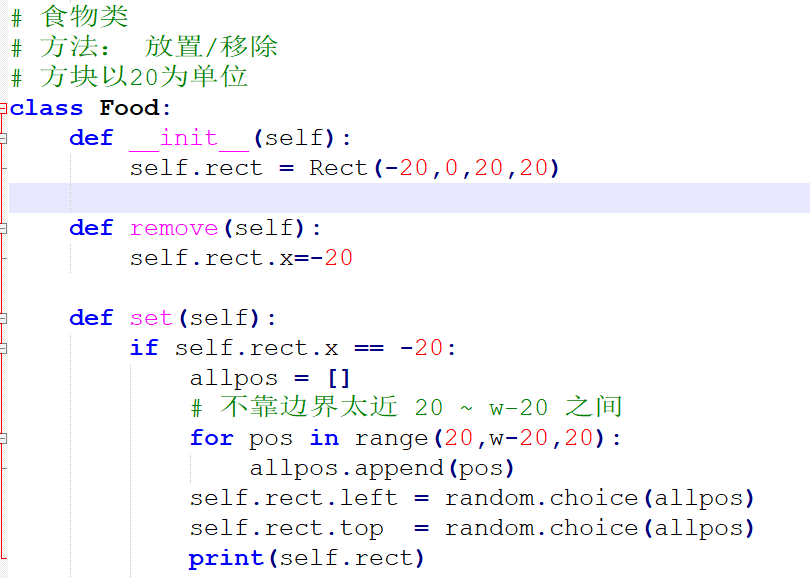 # 食物类
# 方法： 放置/移除
# 方块以20为单位
class Food:
    def __init__(self):
        self.rect = Rect(-20,0,20,20)
    def remove(self):
        self.rect.x=-20
    def set(self):
        if self.rect.x == -20:
            allpos = []
            # 不靠边界太近 20 ~ w-20 之间
            for pos in range(20,w-20,20):
                allpos.append(pos)
            self.rect.left = random.choice(allpos)
            self.rect.top  = random.choice(allpos)
            print(self.rect)